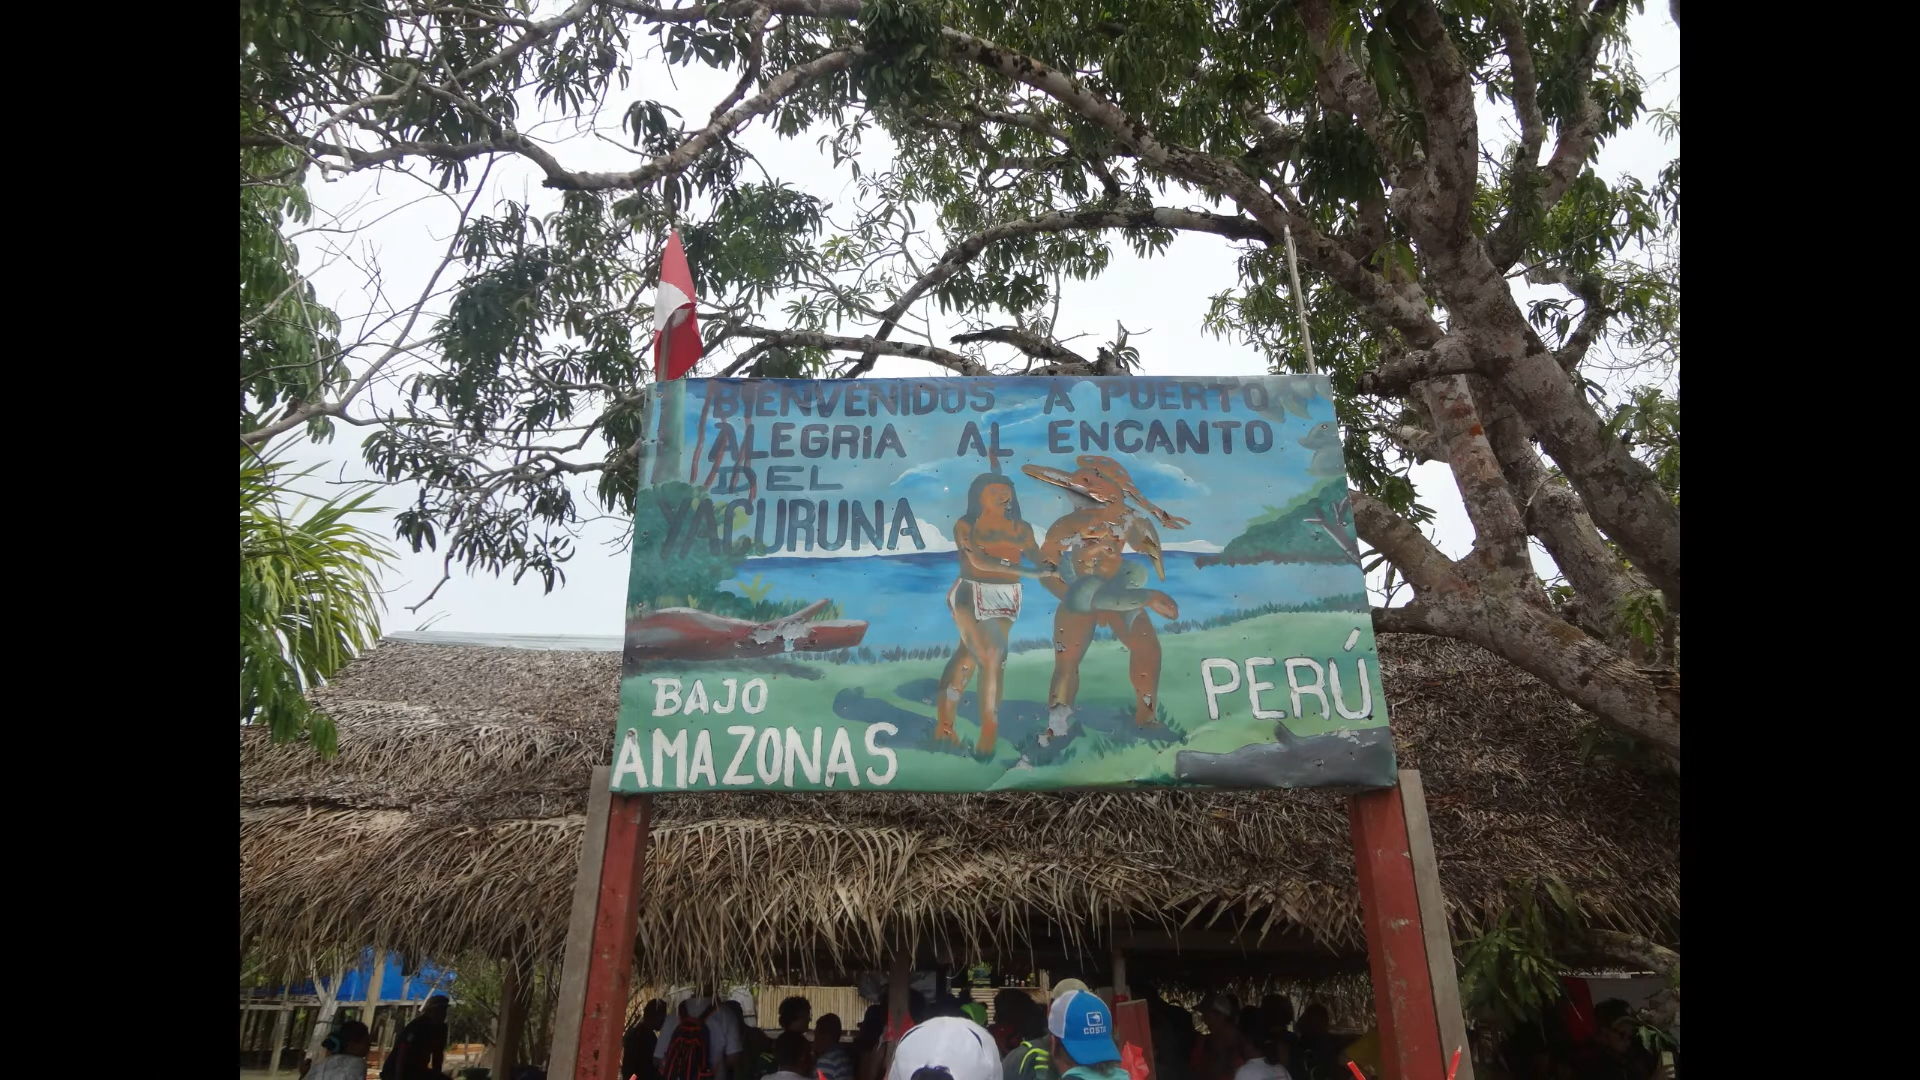 BIENVENIDOS A PUERTO
ALEGRIA AL ENCANTO
DEL
YACURUNA
BAJO
AMAZONAS
PERÚ
COSTA